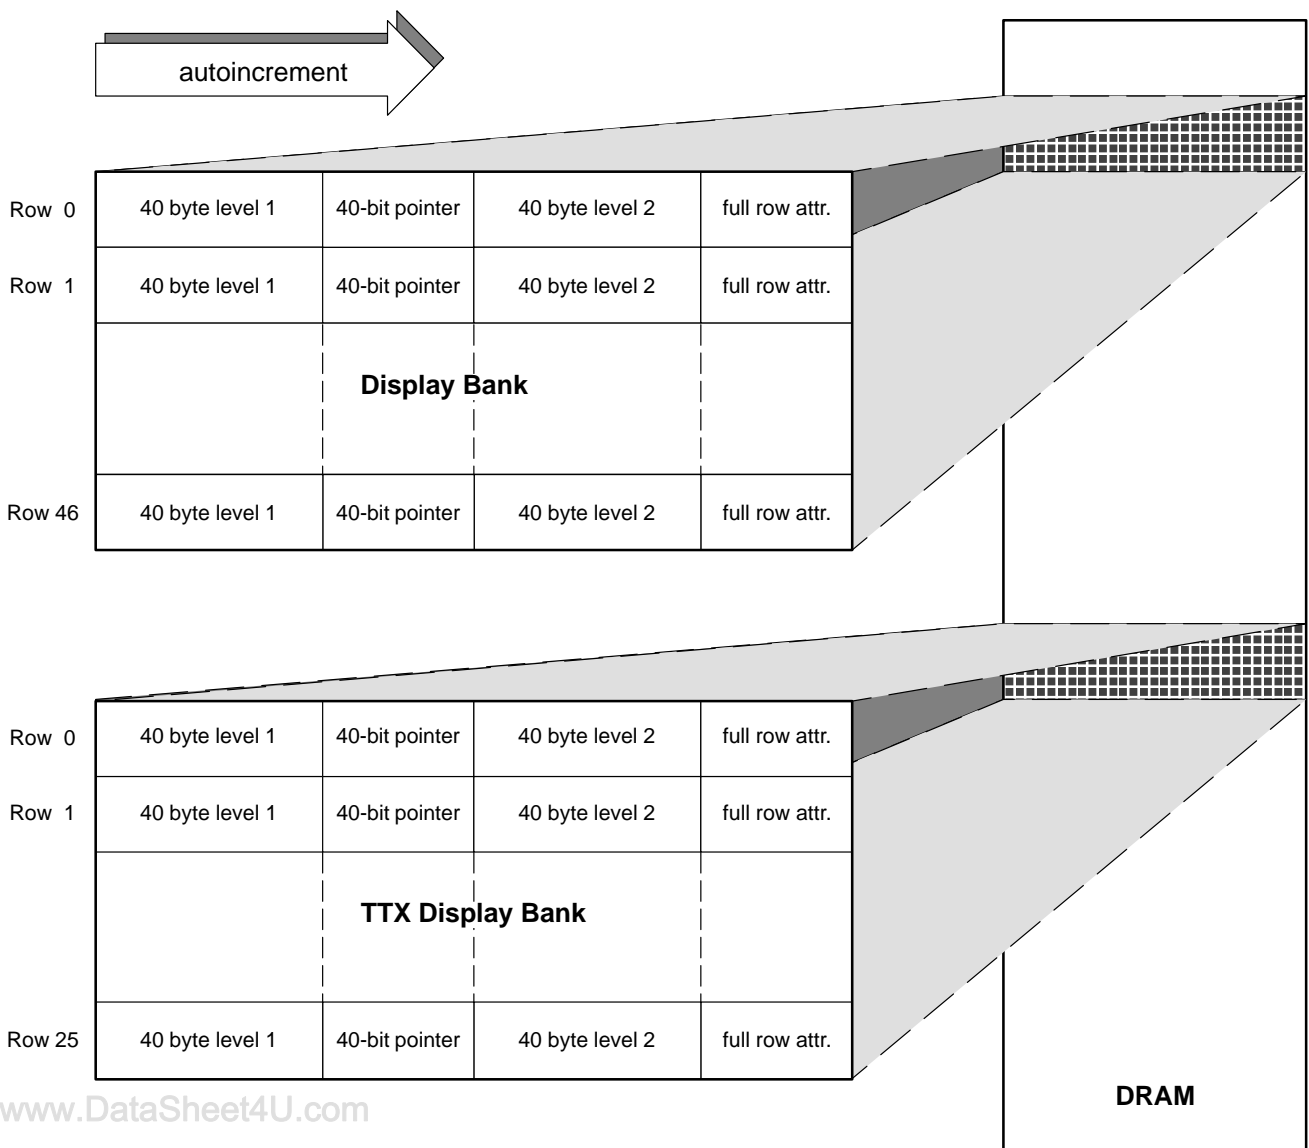 autoincrement
Row 0 40 byte level 1 40-bit pointer 40 byte level 2 full row attr.
Row 1 40 byte level 1 40-bit pointer 40 byte level 2 full row attr.
Display Bank
Row 46 40 byte level 1 40-bit pointer 40 byte level 2 full row attr.
Row 0 40 byte level 1 40-bit pointer 40 byte level 2 full row attr.
Row 1 40 byte level 1 40-bit pointer 40 byte level 2 full row attr.
TTX Display Bank
Row 25 40 byte level 1 40-bit pointer 40 byte level 2 full row attr.
DRAM
www.DataSheet4U.com